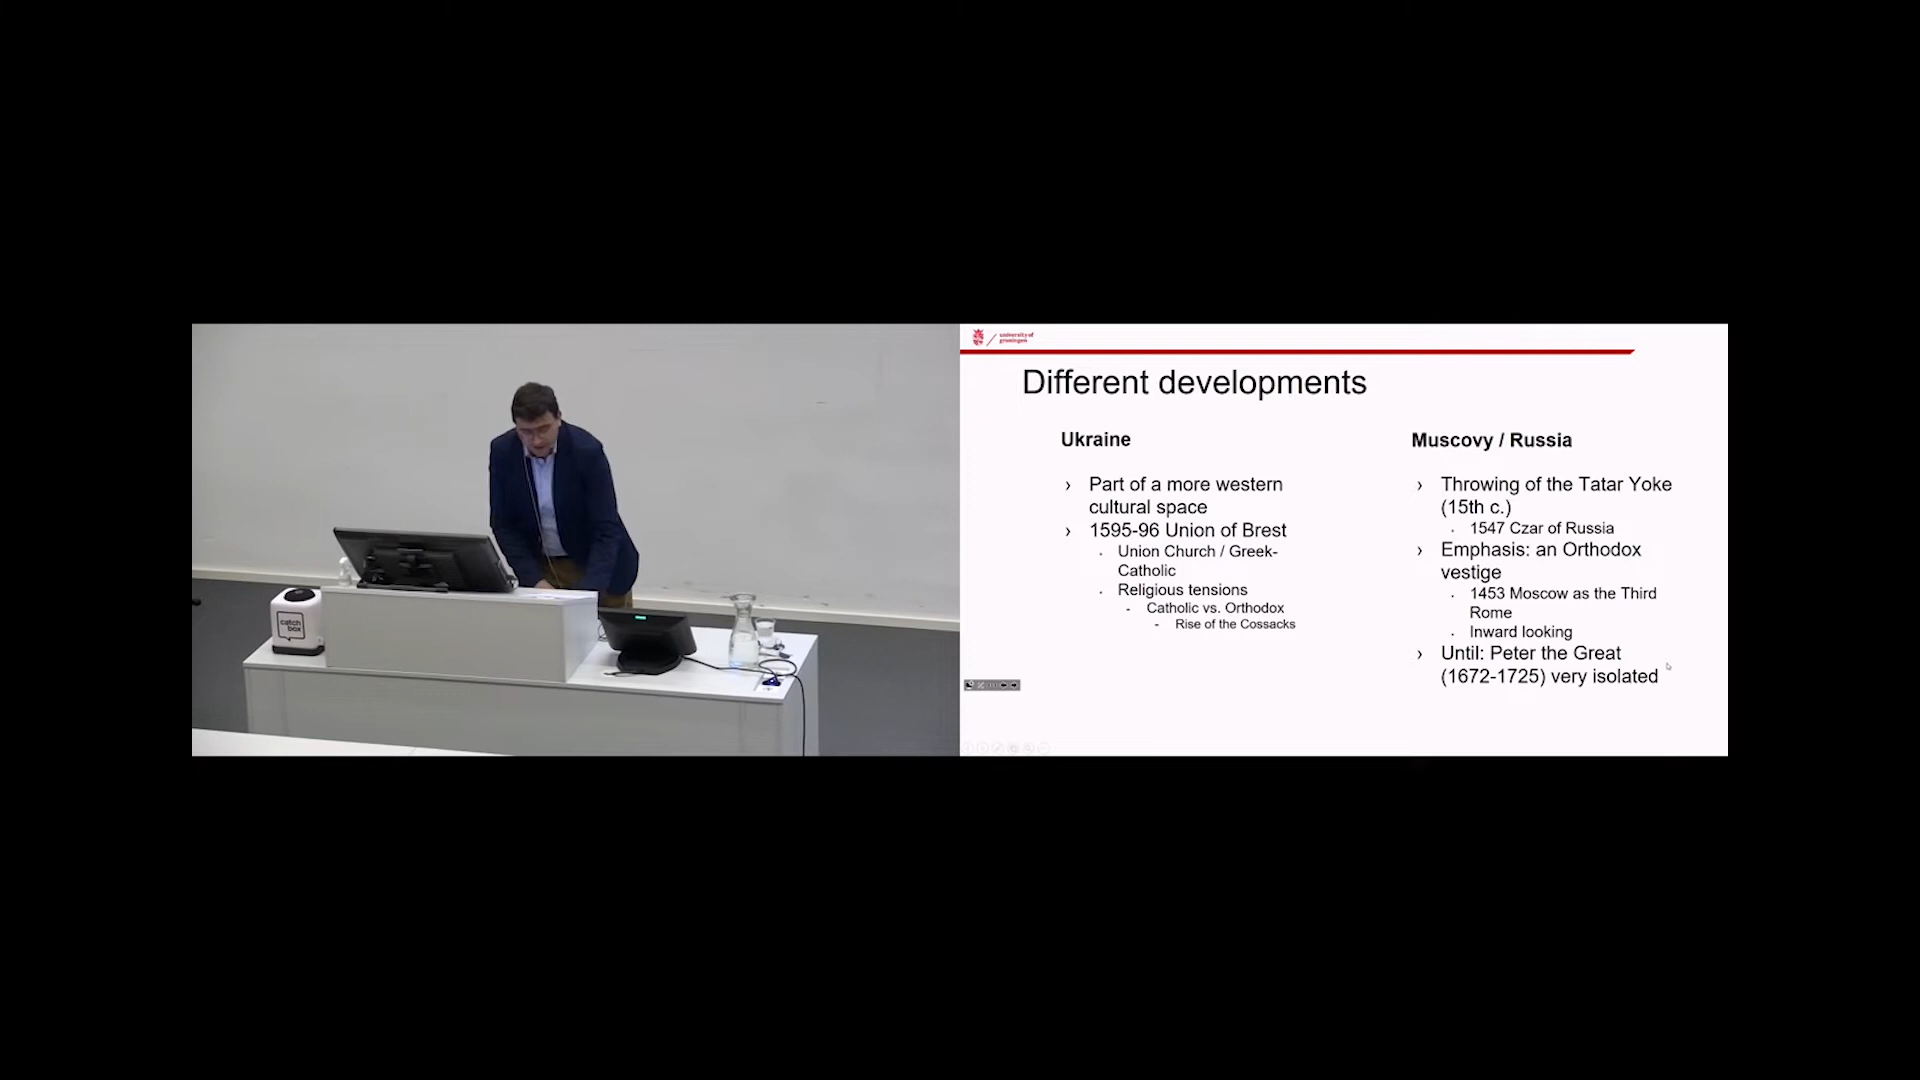 catch
box
university of
groningen
Different developments
Ukraine
› Part of a more western
cultural space
› 1595-96 Union of Brest
· Union Church / Greek-
Catholic
· Religious tensions
- Catholic vs. Orthodox
- Rise of the Cossacks
Muscovy / Russia
› Throwing of the Tatar Yoke
(15th c.)
· 1547 Czar of Russia
› Emphasis: an Orthodox
vestige
· 1453 Moscow as the Third
Rome
· Inward looking
› Until: Peter the Great
(1672-1725) very isolated